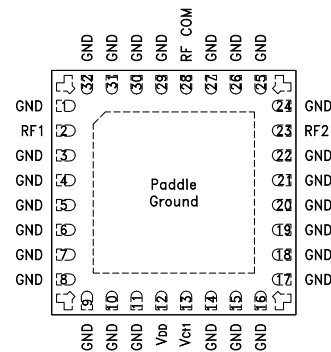 GND GND GND GND RF COM GND GND GND
32 31 30 29 28 27 26 25
GND 1 24 GND
RF1 2 23 RF2
GND 3 22 GND
GND 4 21 GND
GND 5 20 GND
GND 6 19 GND
GND 7 18 GND
GND 8 17 GND
Paddle
Ground
9 10 11 12 13 14 15 16
GND GND GND VDD VCH1 GND GND GND